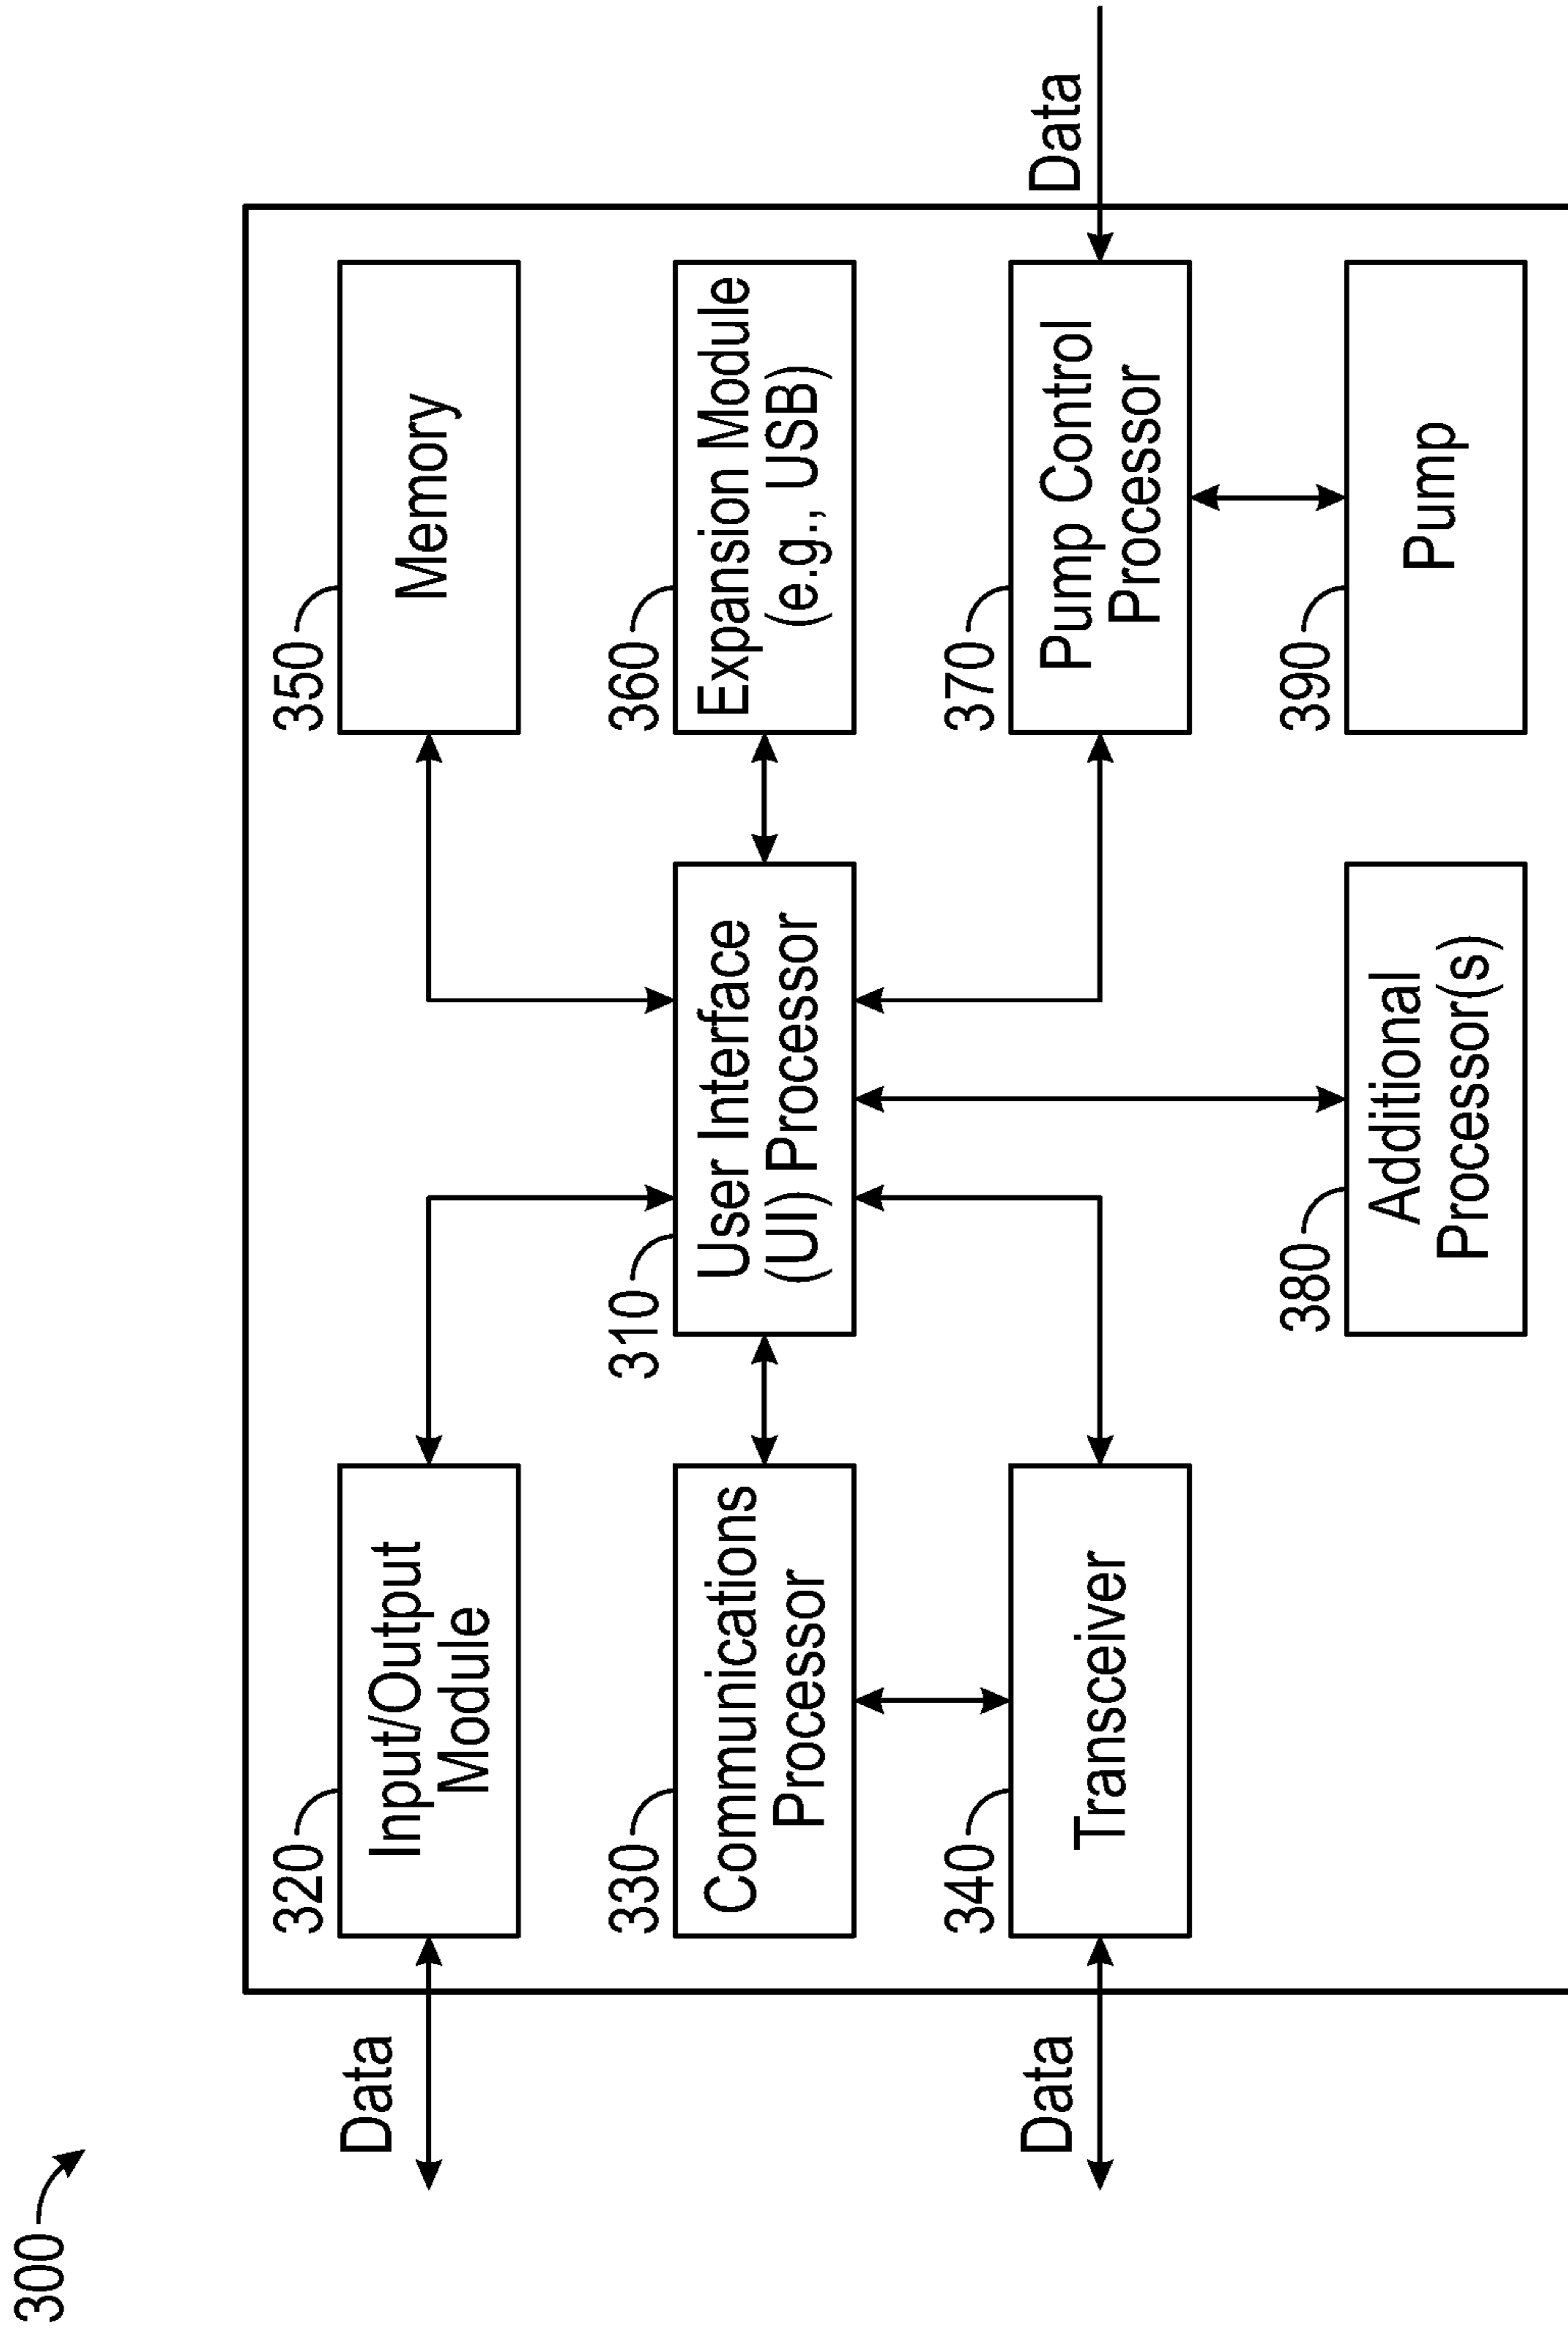 300
Data
320
Input/Output
Module
350
Memory
310
User Interface
(UI) Processor
330
Communications
Processor
360
Expansion Module
(e.g., USB)
Data
340
Transceiver
370
Pump Control
Processor
Data
380
Additional
Processor(s)
390
Pump